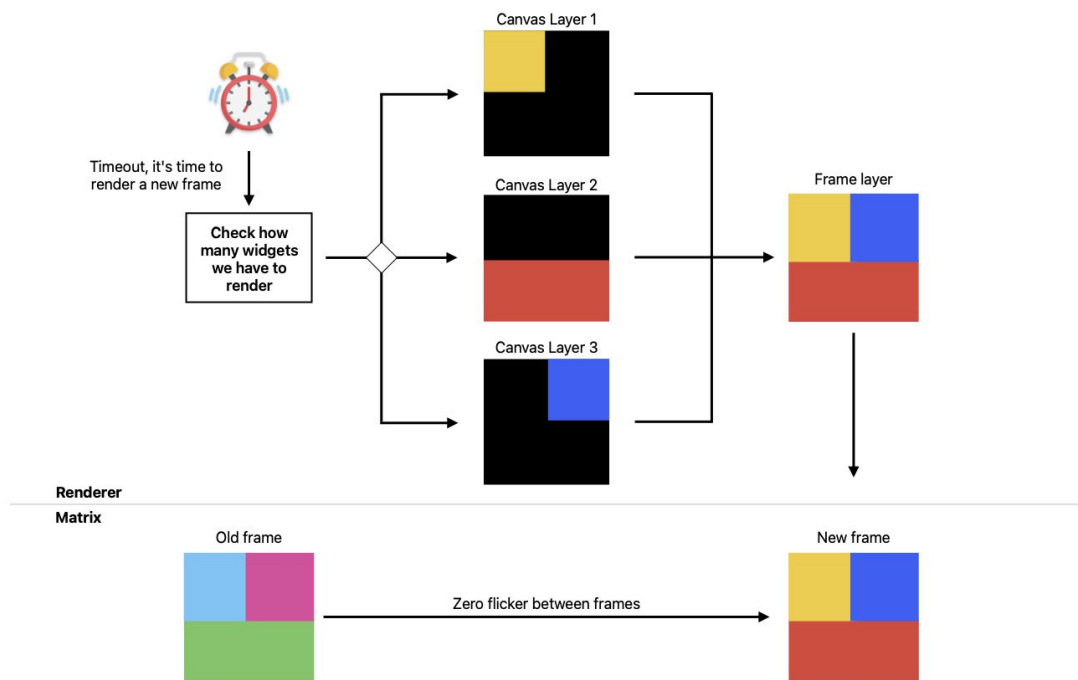 Canvas Layer 1
Timeout, it's time to
render a new frame
Check how
many widgets
we have to
render
Canvas Layer 2
Canvas Layer 3
Frame layer
Renderer
Matrix
Old frame
Zero flicker between frames
New frame